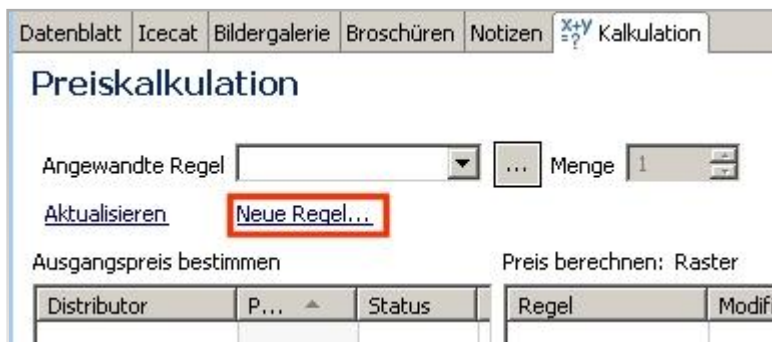 Datenblatt Icecat Bildergalerie Broschüren Notizen x+y =? Kalkulation
Preiskalkulation
Angewandte Regel ... Menge 1
Aktualisieren Neue Regel...
Ausgangspreis bestimmen Preis berechnen: Raster
Distributor P... Status Regel Modifi